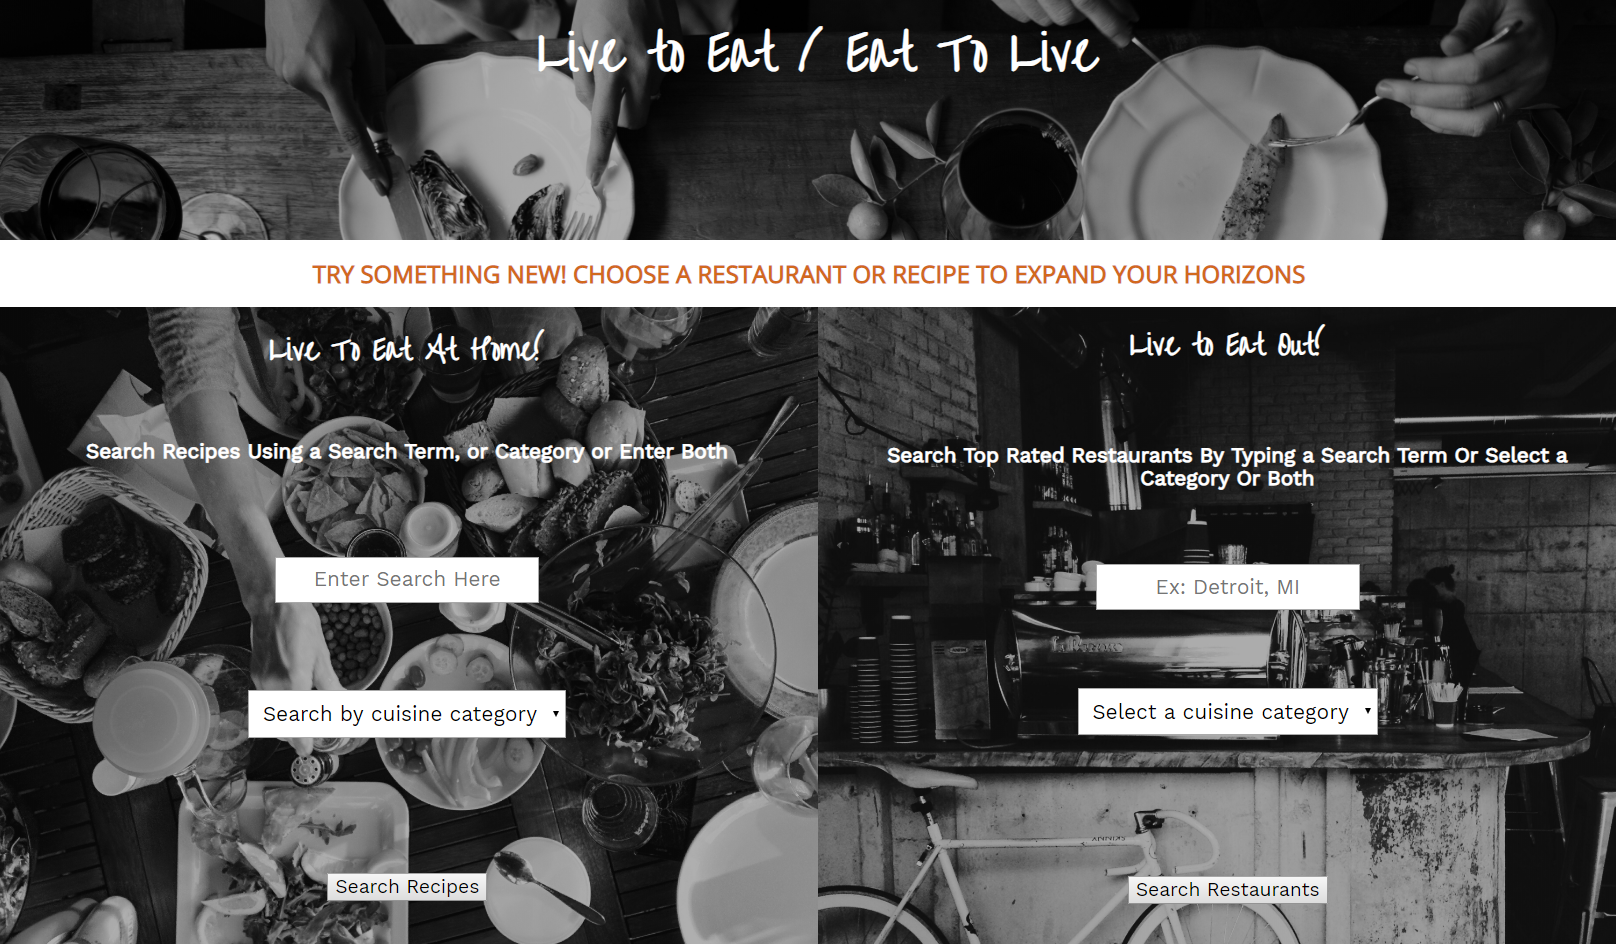 Live to Eat / Eat To Live
TRY SOMETHING NEW! CHOOSE A RESTAURANT OR RECIPE TO EXPAND YOUR HORIZONS
Live To Eat At Home!
Search Recipes Using a Search Term, or Category or Enter Both
Enter Search Here
Search by cuisine category
Search Recipes
Live to Eat Out!
Search Top Rated Restaurants By Typing a Search Term Or Select a
Category Or Both
Ex: Detroit, MI
Select a cuisine category
Search Restaurants